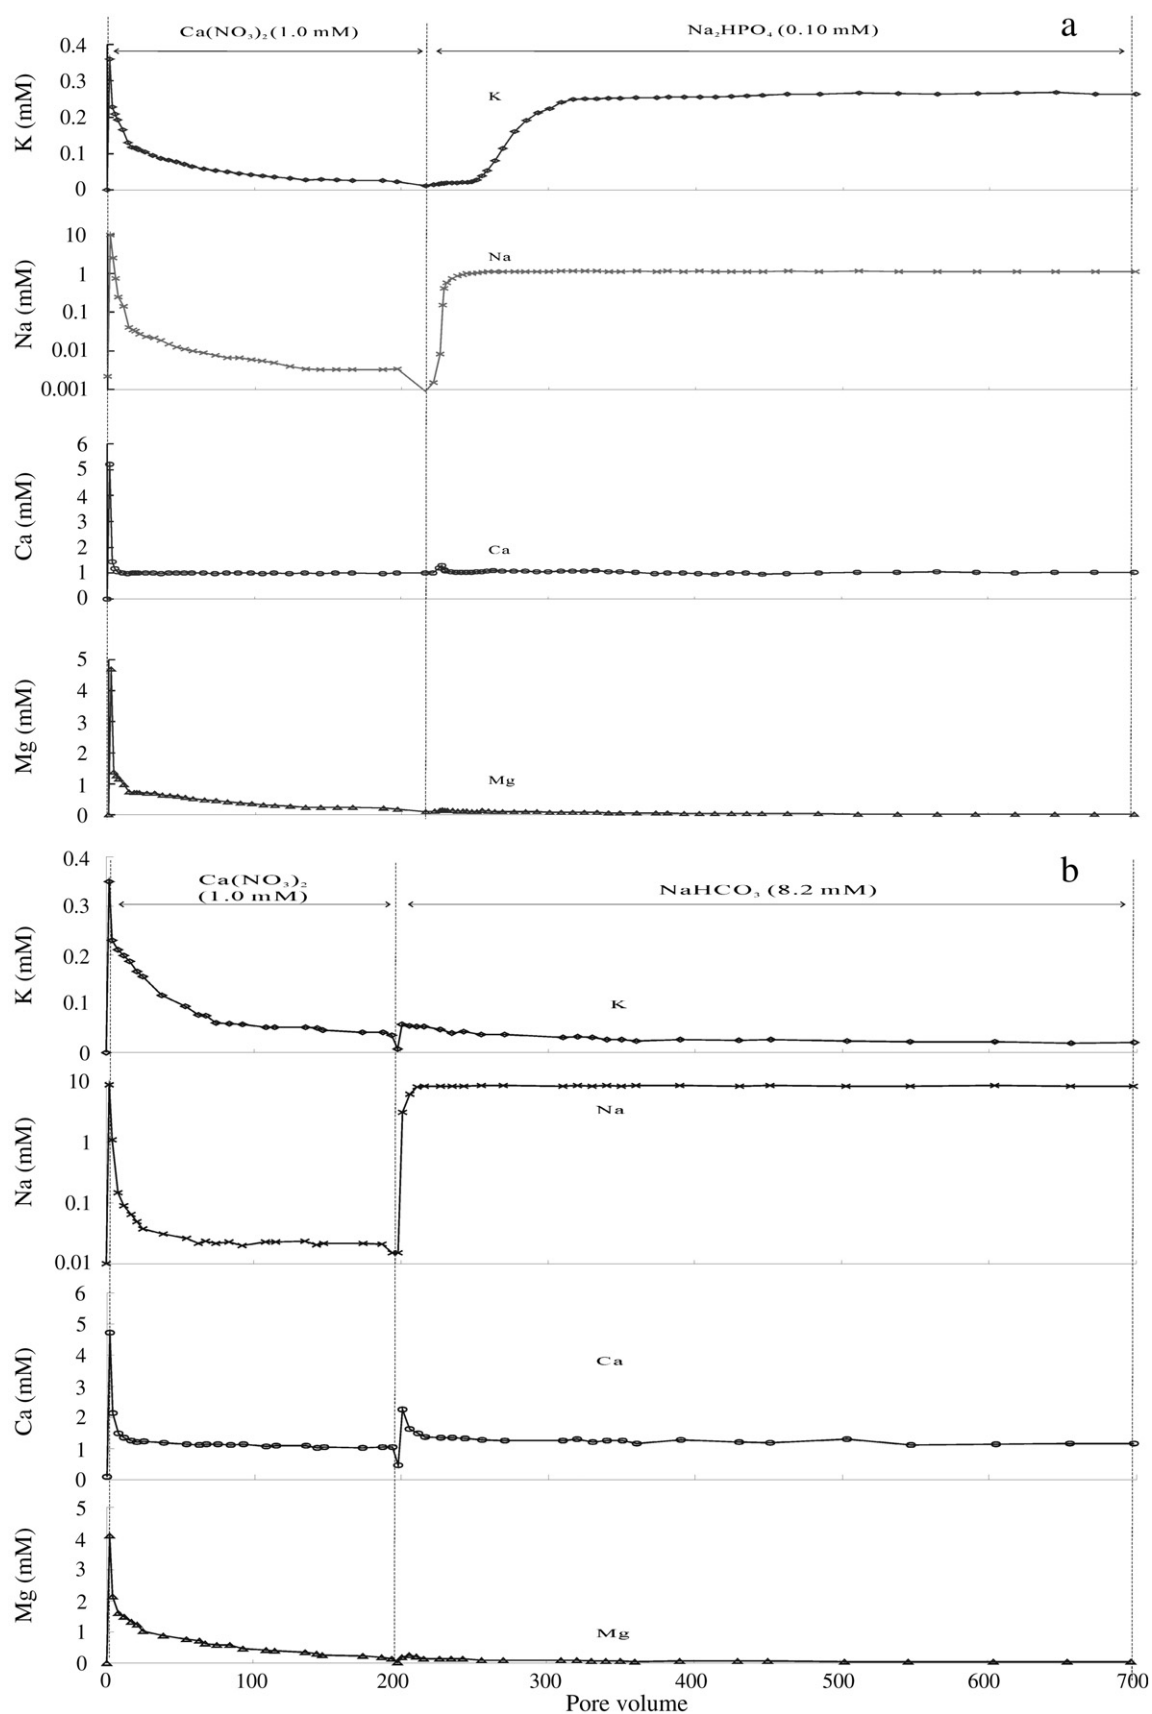 a
Ca(NO₃)₂ (1.0 mM)
Na₂HPO₄ (0.10 mM)
K (mM)
0.4
0.3
0.2
0.1
0
K
Na (mM)
10
1
0.1
0.01
0.001
Na
Ca (mM)
6
5
4
3
2
1
0
Ca
Mg (mM)
5
4
3
2
1
0
Mg
b
Ca(NO₃)₂
(1.0 mM)
NaHCO₃ (8.2 mM)
K (mM)
0.4
0.3
0.2
0.1
0
K
Na (mM)
10
1
0.1
0.01
Na
Ca (mM)
6
5
4
3
2
1
0
Ca
Mg (mM)
5
4
3
2
1
0
Mg
0 100 200 300 400 500 600 700
Pore volume